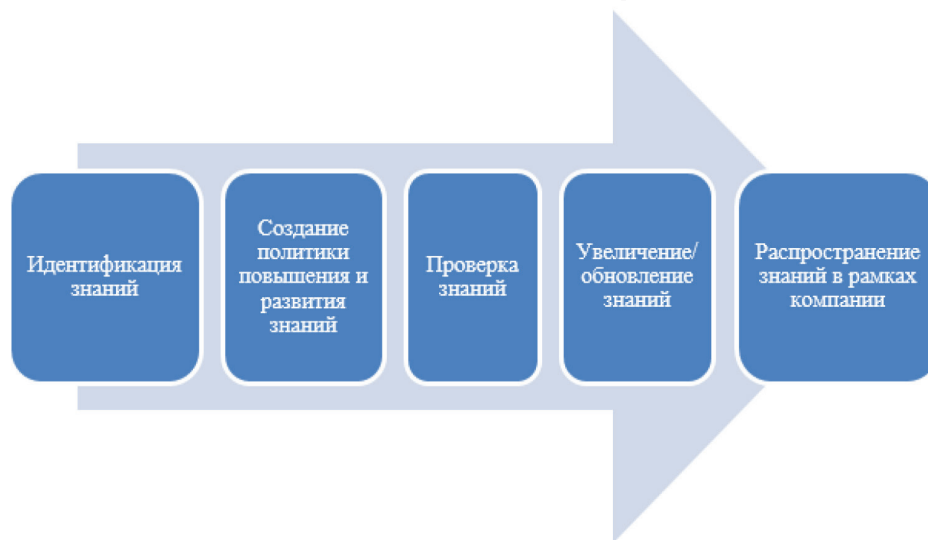 Идентификация
знаний
Создание
политики
повышения и
развития
знаний
Проверка
знаний
Увеличение/
обновление
знаний
Распространение
знаний в рамках
компании